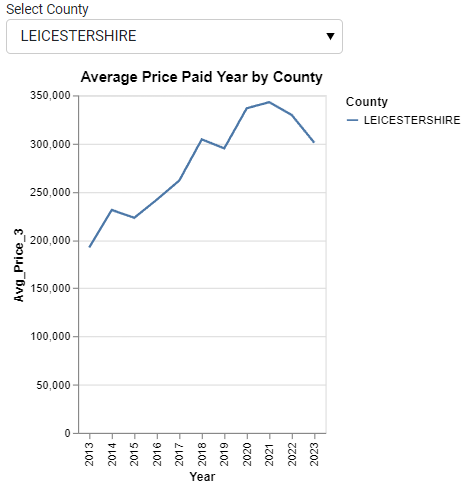 Select County
LEICESTERSHIRE
Average Price Paid Year by County
350,000
300,000
250,000
200,000
150,000
100,000
50,000
0
Avg_Price_3
2013 2014 2015 2016 2017 2018 2019 2020 2021 2022 2023
Year
County
LEICESTERSHIRE